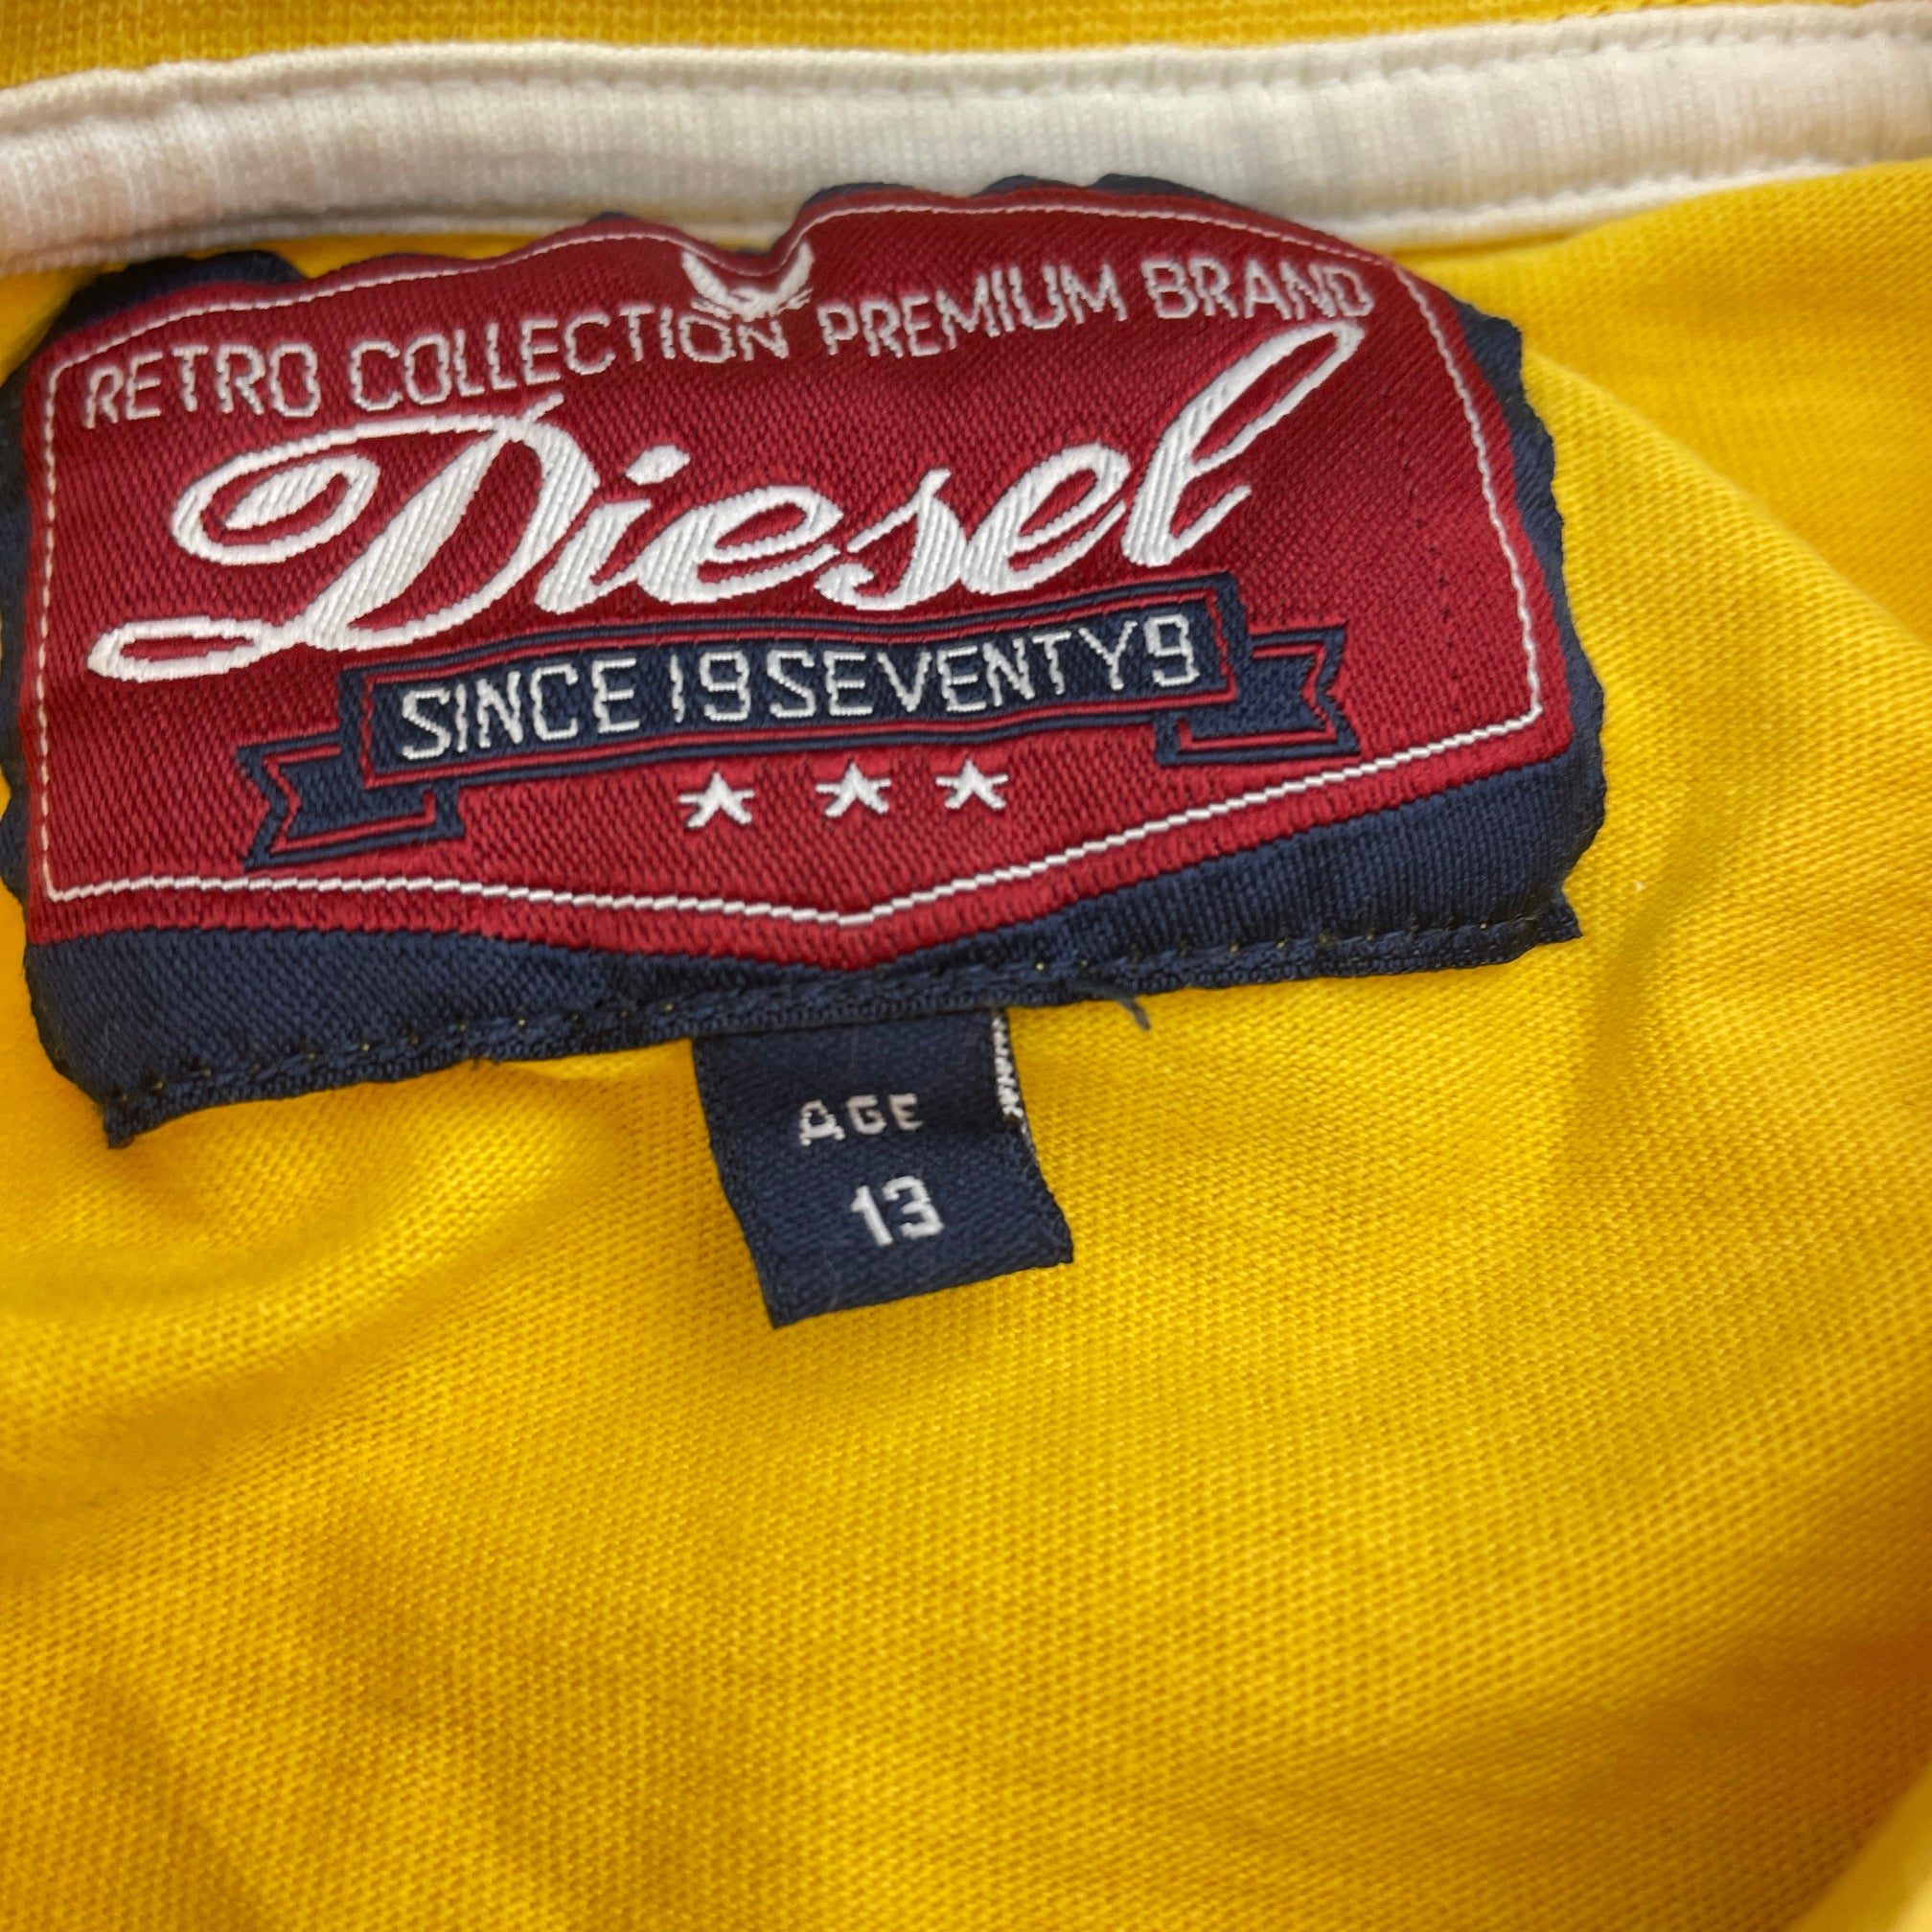 RETRO COLLECTION PREMIUM BRAND
Diesel
SINCE 19SEVENTY9
AGE
13